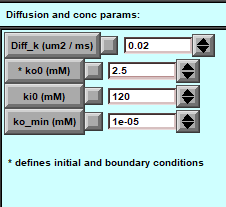 Diffusion and conc params:
Diff_k (um2 / ms) 0.02
* ko0 (mM) 2.5
ki0 (mM) 120
ko_min (mM) 1e-05
* defines initial and boundary conditions